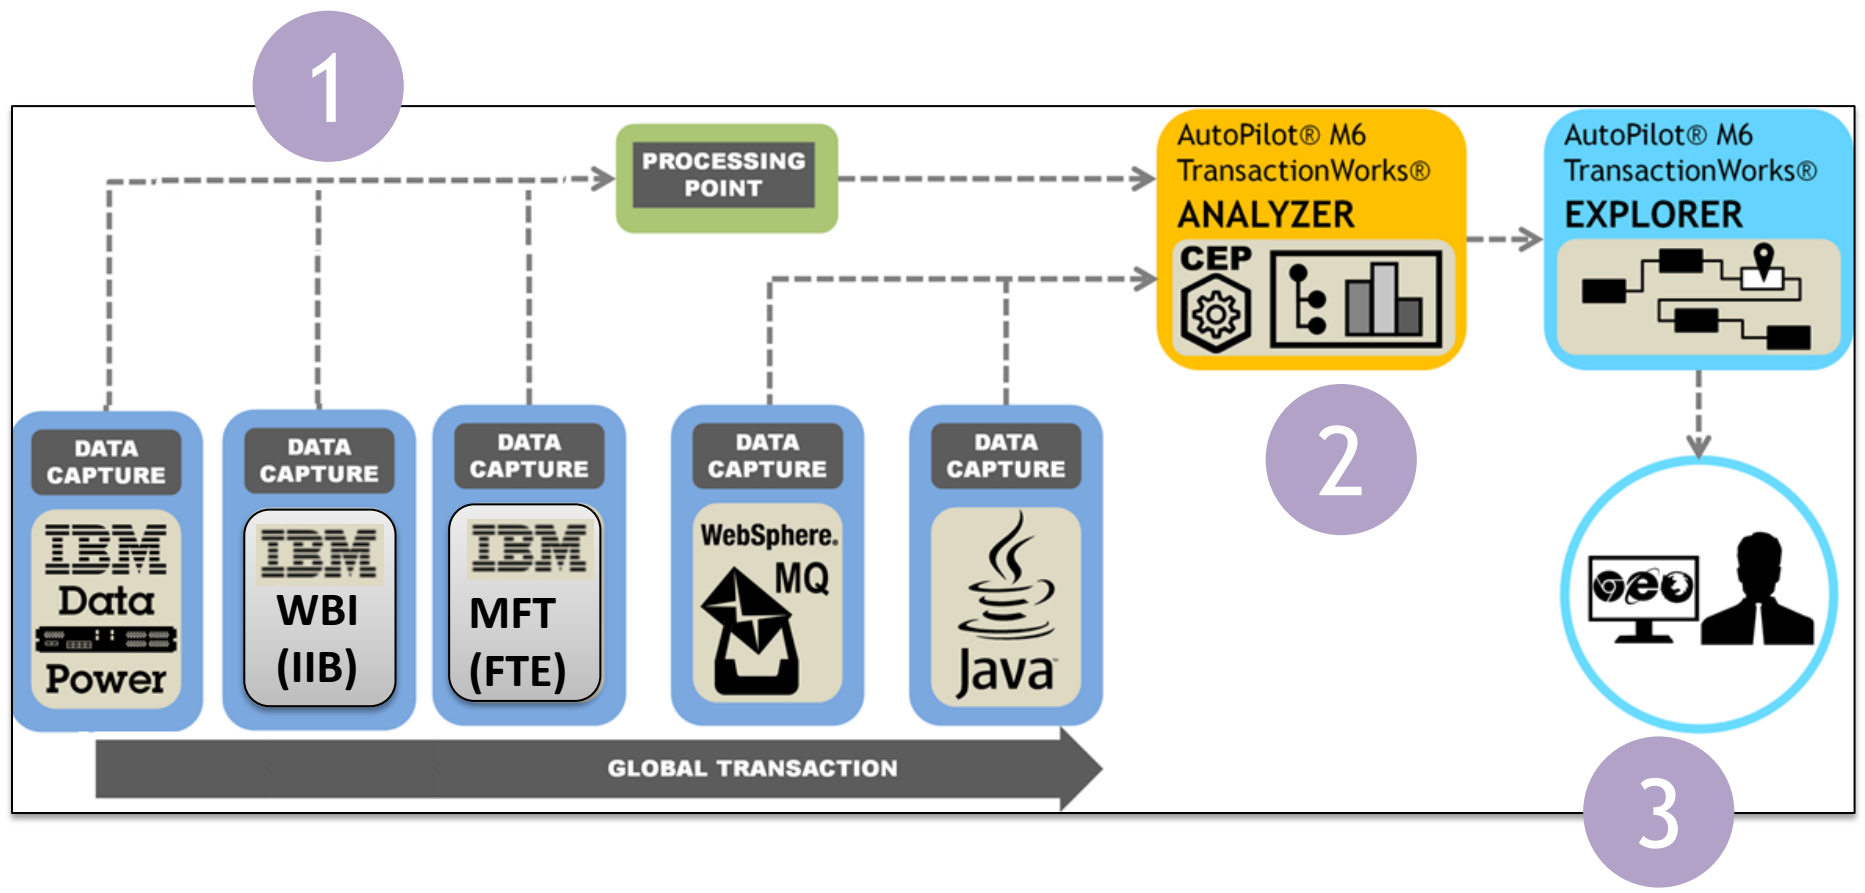 1
PROCESSING
POINT
AutoPilot® M6
TransactionWorks®
ANALYZER
CEP
AutoPilot® M6
TransactionWorks®
EXPLORER
2
DATA
CAPTURE
IBM
Data
Power
DATA
CAPTURE
IBM
WBI
(IIB)
DATA
CAPTURE
IBM
MFT
(FTE)
DATA
CAPTURE
WebSphere.
MQ
DATA
CAPTURE
Java™
GLOBAL TRANSACTION
3